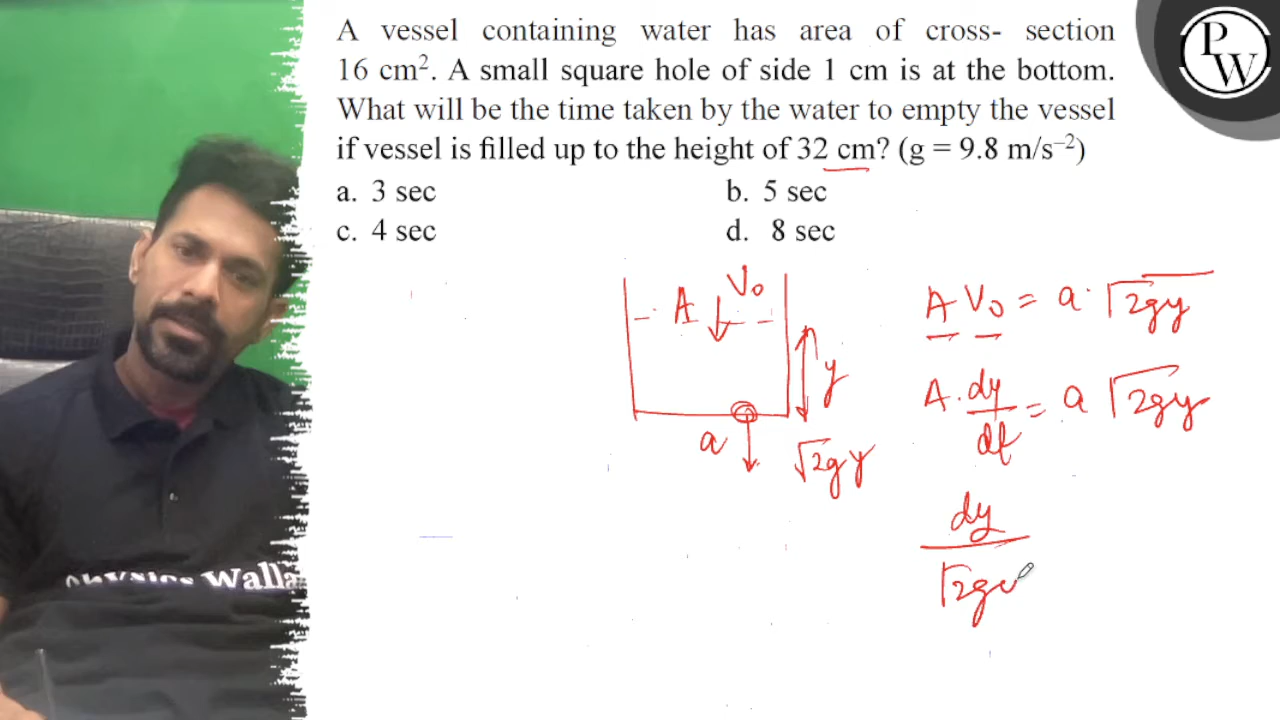 A vessel containing water has area of cross- section
16 cm². A small square hole of side 1 cm is at the bottom.
What will be the time taken by the water to empty the vessel
if vessel is filled up to the height of 32 cm? (g = 9.8 m/s⁻²)
a. 3 sec b. 5 sec
c. 4 sec d. 8 sec
P
W
A V₀ y a √2gy
A V₀ = a · √2gy
A · dy/dt = a √2gy
dy
√2g
Physics Walla